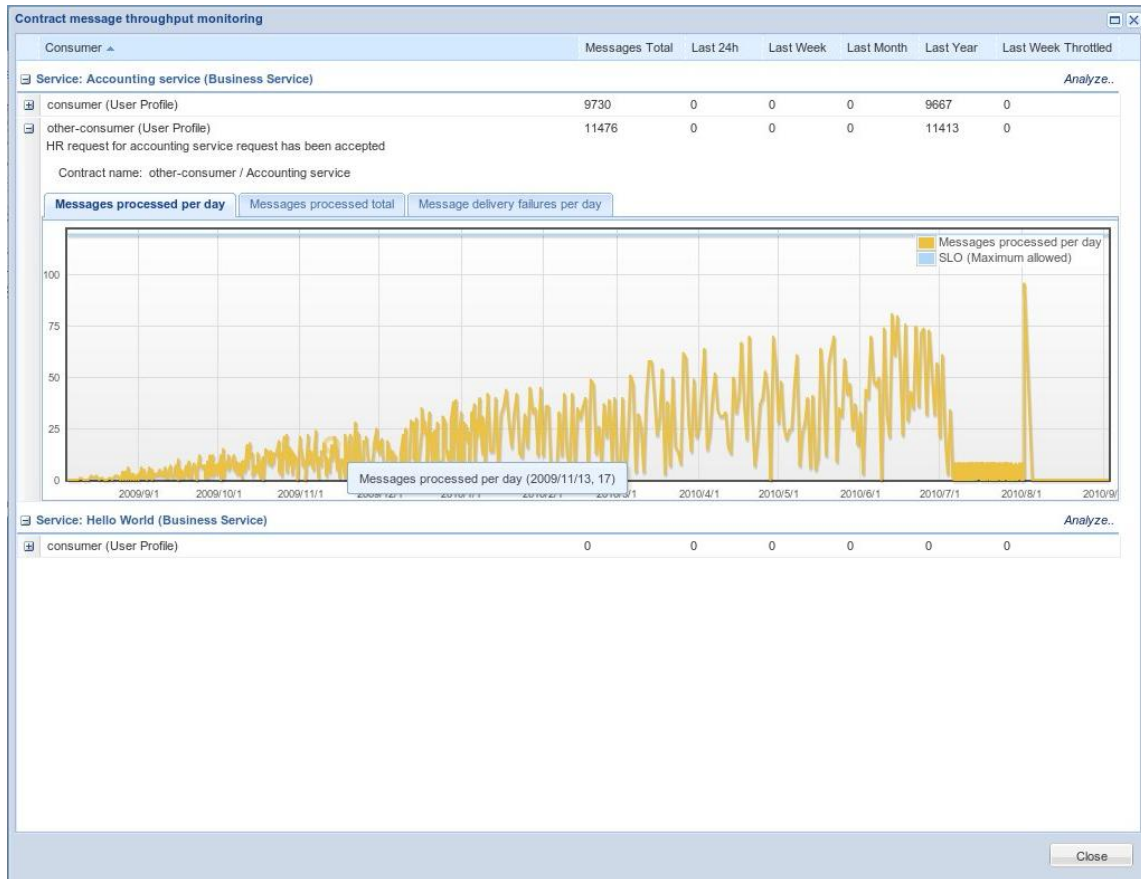 Contract message throughput monitoring
Consumer Messages Total Last 24h Last Week Last Month Last Year Last Week Throttled
Service: Accounting service (Business Service) Analyze..
consumer (User Profile) 9730 0 0 0 9667 0
other-consumer (User Profile) 11476 0 0 0 11413 0
HR request for accounting service request has been accepted
Contract name: other-consumer / Accounting service
Messages processed per day Messages processed total Message delivery failures per day
Messages processed per day
SLO (Maximum allowed)
100
75
50
25
0
Messages processed per day (2009/11/13, 17)
2009/9/1 2009/10/1 2009/11/1 2010/4/1 2010/5/1 2010/6/1 2010/7/1 2010/8/1 2010/9/
Service: Hello World (Business Service) Analyze..
consumer (User Profile) 0 0 0 0 0 0
Close